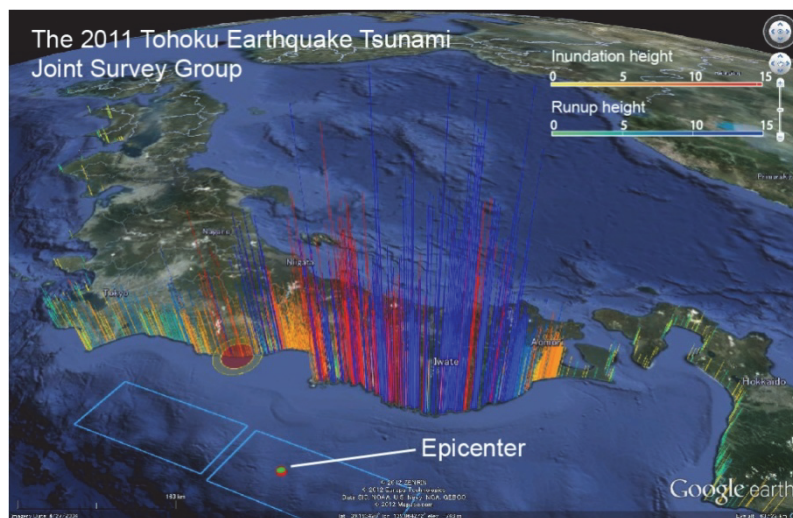 The 2011 Tohoku Earthquake Tsunami
Joint Survey Group
Inundation height
0 5 10 15
Runup height
0 5 10 15
Niigata
Tokyo
Iwate
Aomori
Hokkaido
Epicenter
Google earth